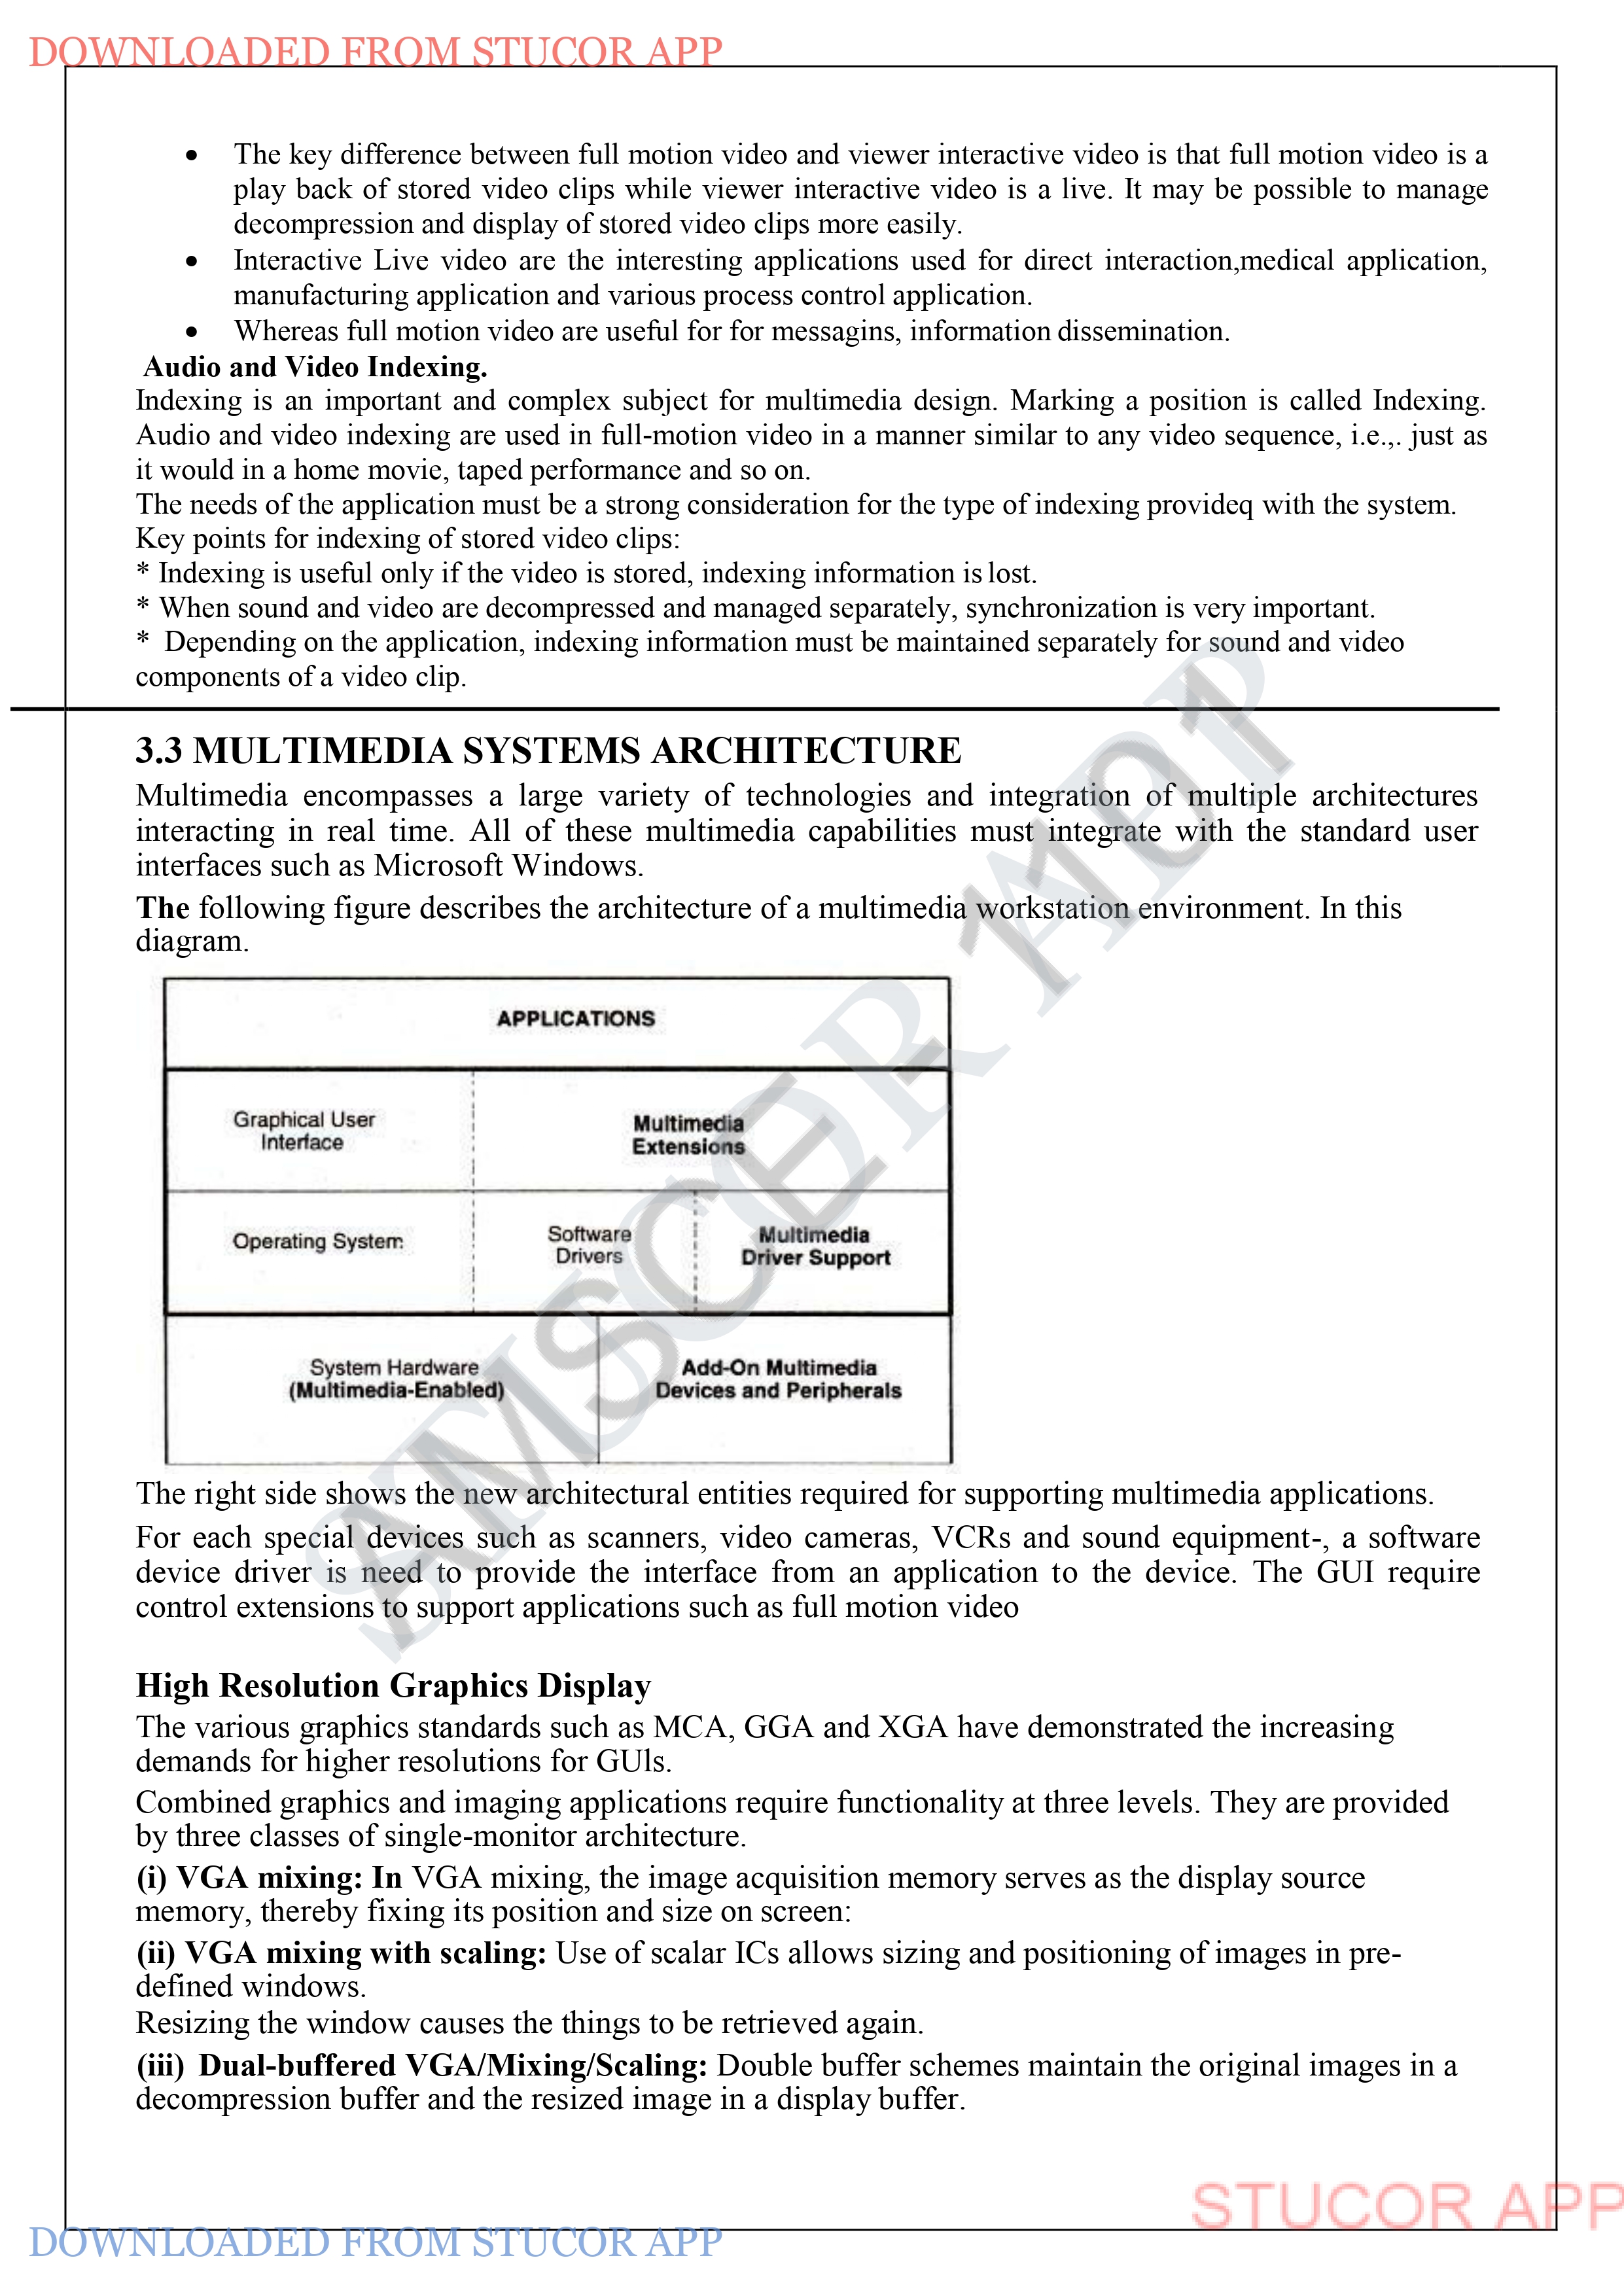 DOWNLOADED FROM STUCOR APP
• The key difference between full motion video and viewer interactive video is that full motion video is a
play back of stored video clips while viewer interactive video is a live. It may be possible to manage
decompression and display of stored video clips more easily.
• Interactive Live video are the interesting applications used for direct interaction,medical application,
manufacturing application and various process control application.
• Whereas full motion video are useful for for messagins, information dissemination.
Audio and Video Indexing.
Indexing is an important and complex subject for multimedia design. Marking a position is called Indexing.
Audio and video indexing are used in full-motion video in a manner similar to any video sequence, i.e.,. just as
it would in a home movie, taped performance and so on.
The needs of the application must be a strong consideration for the type of indexing provideq with the system.
Key points for indexing of stored video clips:
* Indexing is useful only if the video is stored, indexing information is lost.
* When sound and video are decompressed and managed separately, synchronization is very important.
* Depending on the application, indexing information must be maintained separately for sound and video
components of a video clip.
3.3 MULTIMEDIA SYSTEMS ARCHITECTURE
Multimedia encompasses a large variety of technologies and integration of multiple architectures
interacting in real time. All of these multimedia capabilities must integrate with the standard user
interfaces such as Microsoft Windows.
The following figure describes the architecture of a multimedia workstation environment. In this
diagram.
APPLICATIONS
Graphical User
Interface
Multimedia
Extensions
Operating System
Software
Drivers
Multimedia
Driver Support
System Hardware
(Multimedia-Enabled)
Add-On Multimedia
Devices and Peripherals
STUCOR APP
AMSCE 1101
The right side shows the new architectural entities required for supporting multimedia applications.
For each special devices such as scanners, video cameras, VCRs and sound equipment-, a software
device driver is need to provide the interface from an application to the device. The GUI require
control extensions to support applications such as full motion video
High Resolution Graphics Display
The various graphics standards such as MCA, GGA and XGA have demonstrated the increasing
demands for higher resolutions for GUls.
Combined graphics and imaging applications require functionality at three levels. They are provided
by three classes of single-monitor architecture.
(i) VGA mixing: In VGA mixing, the image acquisition memory serves as the display source
memory, thereby fixing its position and size on screen:
(ii) VGA mixing with scaling: Use of scalar ICs allows sizing and positioning of images in pre-
defined windows.
Resizing the window causes the things to be retrieved again.
(iii) Dual-buffered VGA/Mixing/Scaling: Double buffer schemes maintain the original images in a
decompression buffer and the resized image in a display buffer.
STUCOR APP
DOWNLOADED FROM STUCOR APP